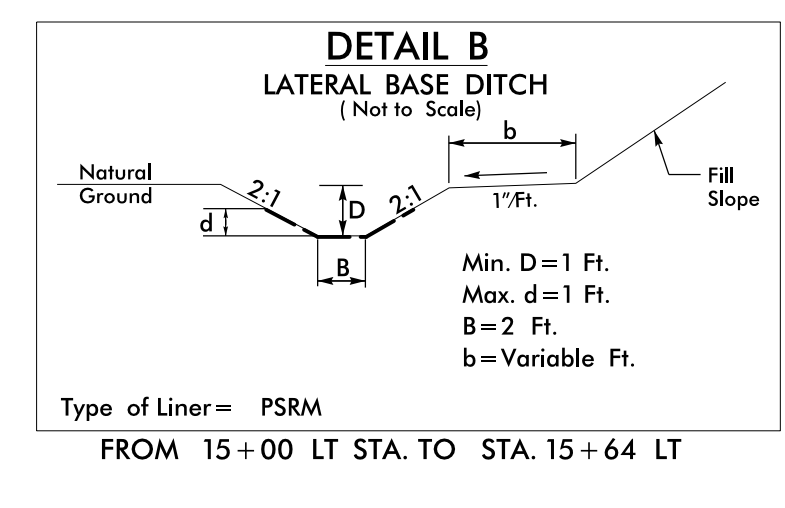 DETAIL B
LATERAL BASE DITCH
( Not to Scale)
b
Natural
Ground
2:1
2:1
D
d
B
1"/Ft.
Fill
Slope
Min. D=1 Ft.
Max. d=1 Ft.
B=2 Ft.
b=Variable Ft.
Type of Liner= PSRM
FROM 15+00 LT STA. TO STA. 15+64 LT